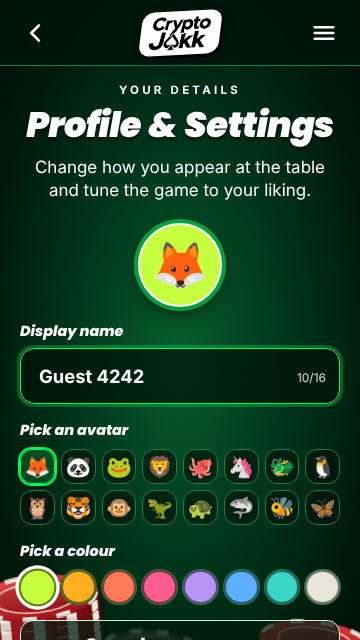 Crypto
Jokk
YOUR DETAILS
Profile & Settings
Change how you appear at the table
and tune the game to your liking.
Display name
Guest 4242
10/16
Pick an avatar
Pick a colour